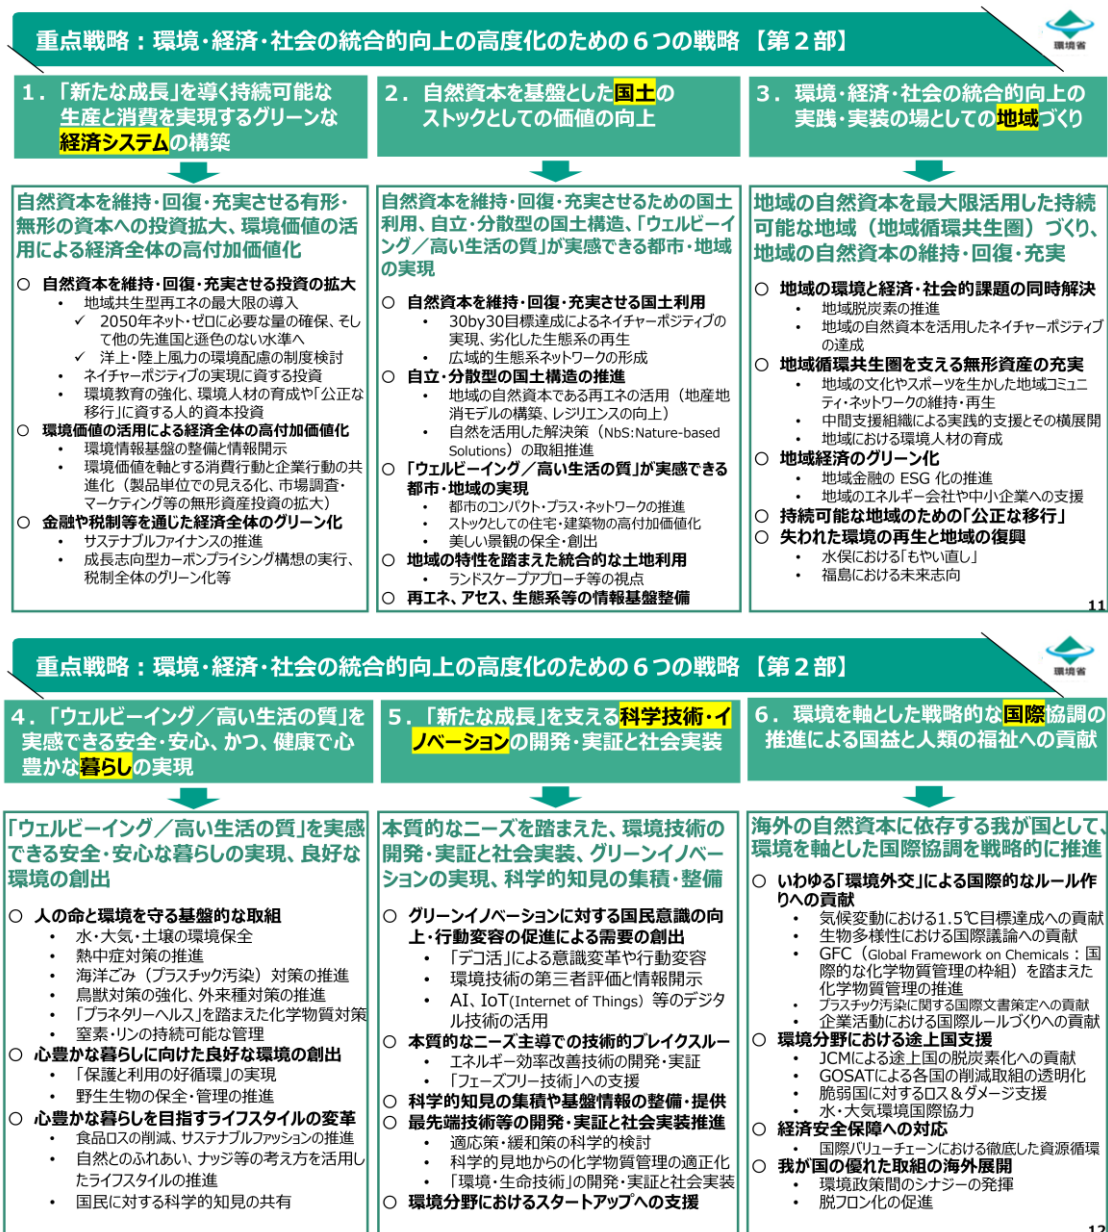 重点戦略：環境･経済･社会の統合的向上の高度化のための６つの戦略 【第２部】
環境省
１．「新たな成長」を導く持続可能な
生産と消費を実現するグリーンな
経済システムの構築
自然資本を維持･回復･充実させる有形･
無形の資本への投資拡大、環境価値の活
用による経済全体の高付加価値化
○ 自然資本を維持･回復･充実させる投資の拡大
• 地域共生型再エネの最大限の導入
✓ 2050年ネット･ゼロに必要な量の確保、そし
て他の先進国と遜色のない水準へ
✓ 洋上･陸上風力の環境配慮の制度検討
• ネイチャーポジティブの実現に資する投資
• 環境教育の強化、環境人材の育成や「公正な
移行」に資する人的資本投資
○ 環境価値の活用による経済全体の高付加価値化
• 環境情報基盤の整備と情報開示
• 環境価値を軸とする消費行動と企業行動の共
進化（製品単位での見える化、市場調査･
マーケティング等の無形資産投資の拡大）
○ 金融や税制等を通じた経済全体のグリーン化
• サステナブルファイナンスの推進
• 成長志向型カーボンプライシング構想の実行、
税制全体のグリーン化等
２．自然資本を基盤とした国土の
ストックとしての価値の向上
自然資本を維持･回復･充実させるための国土
利用、自立･分散型の国土構造、「ウェルビーイ
ング／高い生活の質」が実感できる都市･地域
の実現
○ 自然資本を維持･回復･充実させる国土利用
• 30by30目標達成によるネイチャーポジティブの
実現、劣化した生態系の再生
• 広域的生態系ネットワークの形成
○ 自立･分散型の国土構造の推進
• 地域の自然資本である再エネの活用（地産地
消モデルの構築、レジリエンスの向上）
• 自然を活用した解決策（NbS:Nature-based
Solutions）の取組推進
○ 「ウェルビーイング／高い生活の質」が実感できる
都市･地域の実現
• 都市のコンパクト･プラス･ネットワークの推進
• ストックとしての住宅･建築物の高付加価値化
• 美しい景観の保全･創出
○ 地域の特性を踏まえた統合的な土地利用
• ランドスケープアプローチ等の視点
○ 再エネ、アセス、生態系等の情報基盤整備
３．環境･経済･社会の統合的向上の
実践･実装の場としての地域づくり
地域の自然資本を最大限活用した持続
可能な地域（地域循環共生圏）づくり、
地域の自然資本の維持･回復･充実
○ 地域の環境と経済･社会的課題の同時解決
• 地域脱炭素の推進
• 地域の自然資本を活用したネイチャーポジティブ
の達成
○ 地域循環共生圏を支える無形資産の充実
• 地域の文化やスポーツを生かした地域コミュニ
ティ･ネットワークの維持･再生
• 中間支援組織による実践的支援とその横展開
• 地域における環境人材の育成
○ 地域経済のグリーン化
• 地域金融の ESG 化の推進
• 地域のエネルギー会社や中小企業への支援
○ 持続可能な地域のための「公正な移行」
○ 失われた環境の再生と地域の復興
• 水俣における「もやい直し」
• 福島における未来志向
11
重点戦略：環境･経済･社会の統合的向上の高度化のための６つの戦略 【第２部】
環境省
４．「ウェルビーイング／高い生活の質」を
実感できる安全･安心、かつ、健康で心
豊かな暮らしの実現
「ウェルビーイング／高い生活の質」を実感
できる安全･安心な暮らしの実現、良好な
環境の創出
○ 人の命と環境を守る基盤的な取組
• 水･大気･土壌の環境保全
• 熱中症対策の推進
• 海洋ごみ（プラスチック汚染）対策の推進
• 鳥獣対策の強化、外来種対策の推進
• 「プラネタリーヘルス」を踏まえた化学物質対策
• 窒素･リンの持続可能な管理
○ 心豊かな暮らしに向けた良好な環境の創出
• 「保護と利用の好循環」の実現
• 野生生物の保全･管理の推進
○ 心豊かな暮らしを目指すライフスタイルの変革
• 食品ロスの削減、サステナブルファッションの推進
• 自然とのふれあい、ナッジ等の考え方を活用し
たライフスタイルの推進
• 国民に対する科学的知見の共有
５．「新たな成長」を支える科学技術･イ
ノベーションの開発･実証と社会実装
本質的なニーズを踏まえた、環境技術の
開発･実証と社会実装、グリーンイノベー
ションの実現、科学的知見の集積･整備
○ グリーンイノベーションに対する国民意識の向
上･行動変容の促進による需要の創出
• 「デコ活」による意識変革や行動変容
• 環境技術の第三者評価と情報開示
• AI、IoT(Internet of Things) 等のデジタ
ル技術の活用
○ 本質的なニーズ主導での技術的ブレイクスルー
• エネルギー効率改善技術の開発･実証
• 「フェーズフリー技術」への支援
○ 科学的知見の集積や基盤情報の整備･提供
○ 最先端技術等の開発･実証と社会実装推進
• 適応策･緩和策の科学的検討
• 科学的見地からの化学物質管理の適正化
• 「環境･生命技術」の開発･実証と社会実装
○ 環境分野におけるスタートアップへの支援
６．環境を軸とした戦略的な国際協調の
推進による国益と人類の福祉への貢献
海外の自然資本に依存する我が国として、
環境を軸とした国際協調を戦略的に推進
○ いわゆる「環境外交」による国際的なルール作
りへの貢献
• 気候変動における1.5℃目標達成への貢献
• 生物多様性における国際議論への貢献
• GFC（Global Framework on Chemicals：国
際的な化学物質管理の枠組）を踏まえた
化学物質管理の推進
• プラスチック汚染に関する国際文書策定への貢献
• 企業活動における国際ルールづくりへの貢献
○ 環境分野における途上国支援
• JCMによる途上国の脱炭素化への貢献
• GOSATによる各国の削減取組の透明化
• 脆弱国に対するロス＆ダメージ支援
• 水･大気環境国際協力
○ 経済安全保障への対応
• 国際バリューチェーンにおける徹底した資源循環
○ 我が国の優れた取組の海外展開
• 環境政策間のシナジーの発揮
• 脱フロン化の促進
12